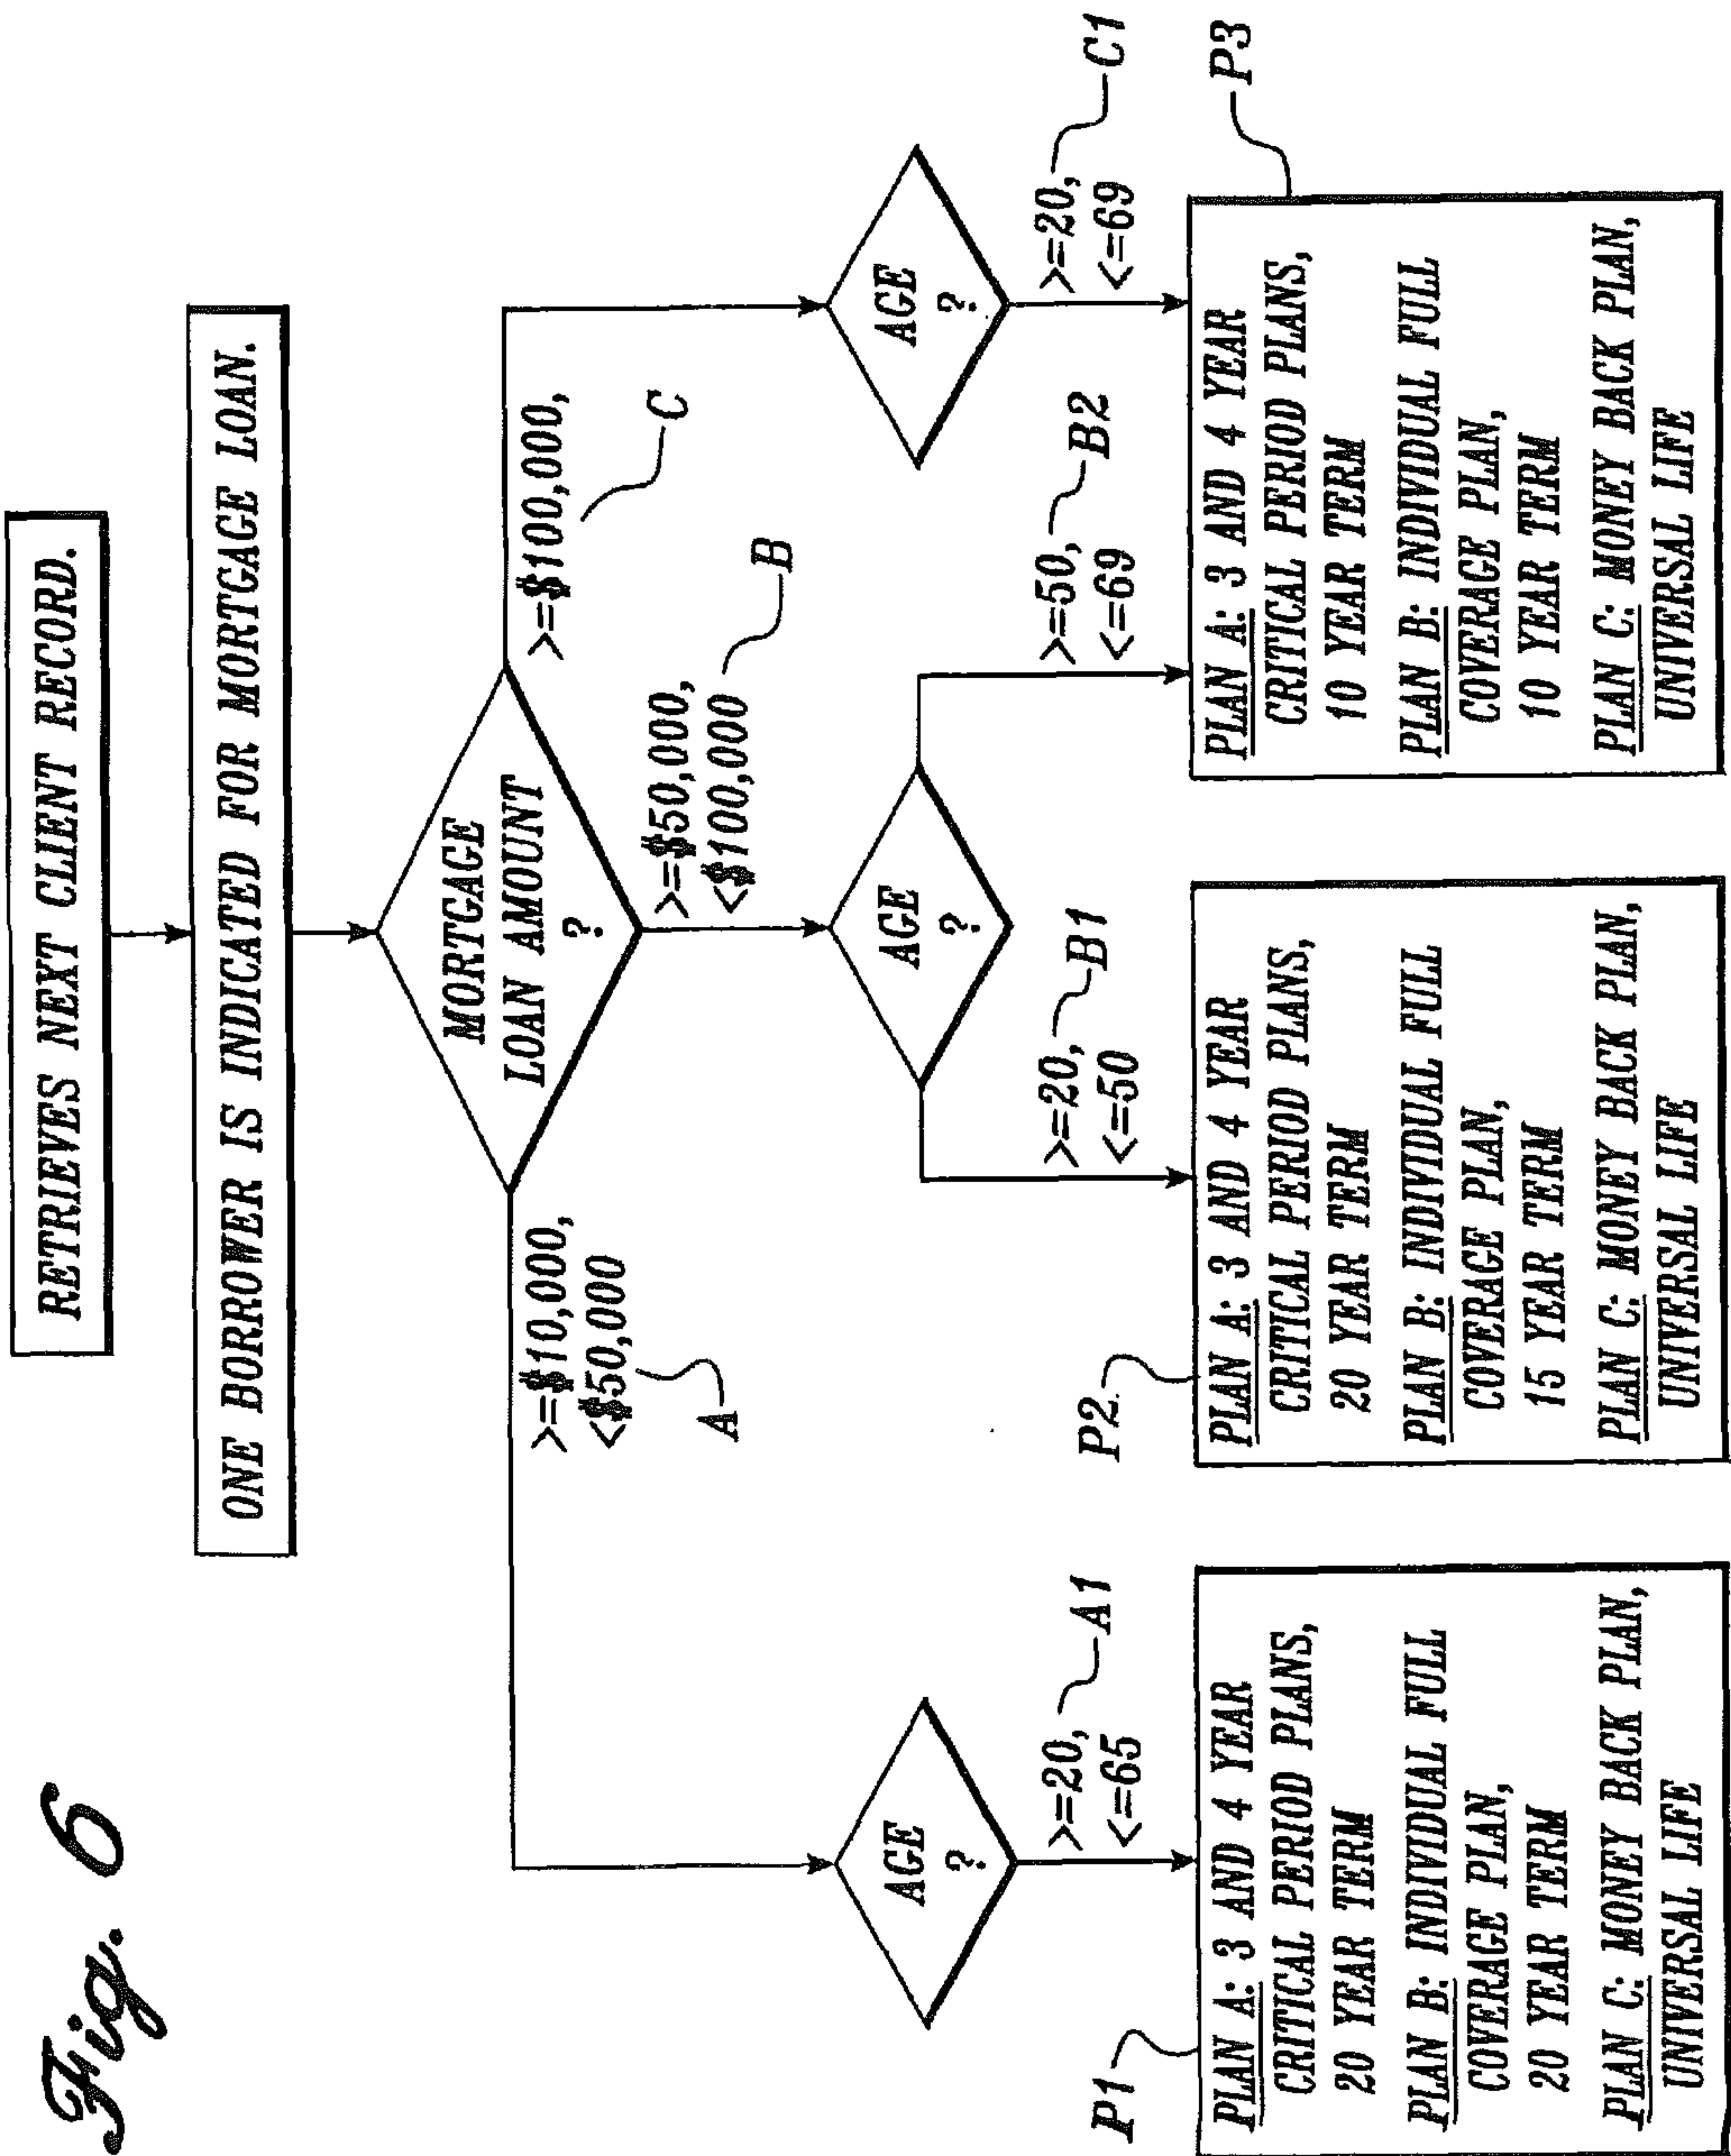 Fig. 6
RETRIEVES NEXT CLIENT RECORD.
ONE BORROWER IS INDICATED FOR MORTGAGE LOAN.
MORTGAGE
LOAN AMOUNT
?
>=$10,000,
<$50,000
A
>=$50,000,
<$100,000
B
>=$100,000,
C
AGE
?
>=20,
<=65
A1
AGE
?
>=20,
<=50
B1
>=50,
<=69
B2
AGE
?
>=20,
<=69
C1
P1
PLAN A: 3 AND 4 YEAR
CRITICAL PERIOD PLANS,
20 YEAR TERM
PLAN B: INDIVIDUAL FULL
COVERAGE PLAN,
20 YEAR TERM
PLAN C: MONEY BACK PLAN,
UNIVERSAL LIFE
P2
PLAN A: 3 AND 4 YEAR
CRITICAL PERIOD PLANS,
20 YEAR TERM
PLAN B: INDIVIDUAL FULL
COVERAGE PLAN,
15 YEAR TERM
PLAN C: MONEY BACK PLAN,
UNIVERSAL LIFE
P3
PLAN A: 3 AND 4 YEAR
CRITICAL PERIOD PLANS,
10 YEAR TERM
PLAN B: INDIVIDUAL FULL
COVERAGE PLAN,
10 YEAR TERM
PLAN C: MONEY BACK PLAN,
UNIVERSAL LIFE